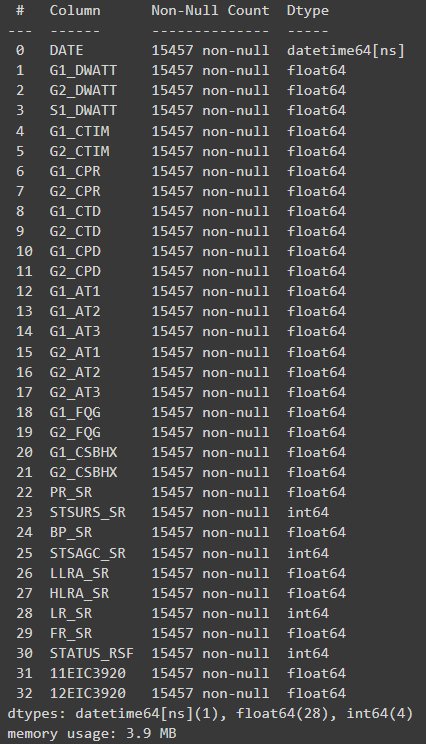 #   Column      Non-Null Count  Dtype
---  ------      --------------  -----
0   DATE        15457 non-null  datetime64[ns]
1   G1_DWATT    15457 non-null  float64
2   G2_DWATT    15457 non-null  float64
3   S1_DWATT    15457 non-null  float64
4   G1_CTIM     15457 non-null  float64
5   G2_CTIM     15457 non-null  float64
6   G1_CPR      15457 non-null  float64
7   G2_CPR      15457 non-null  float64
8   G1_CTD      15457 non-null  float64
9   G2_CTD      15457 non-null  float64
10  G1_CPD      15457 non-null  float64
11  G2_CPD      15457 non-null  float64
12  G1_AT1      15457 non-null  float64
13  G1_AT2      15457 non-null  float64
14  G1_AT3      15457 non-null  float64
15  G2_AT1      15457 non-null  float64
16  G2_AT2      15457 non-null  float64
17  G2_AT3      15457 non-null  float64
18  G1_FQG      15457 non-null  float64
19  G2_FQG      15457 non-null  float64
20  G1_CSBHX    15457 non-null  float64
21  G2_CSBHX    15457 non-null  float64
22  PR_SR       15457 non-null  float64
23  STSURS_SR   15457 non-null  int64
24  BP_SR       15457 non-null  float64
25  STSAGC_SR   15457 non-null  int64
26  LLRA_SR     15457 non-null  float64
27  HLRA_SR     15457 non-null  float64
28  LR_SR       15457 non-null  int64
29  FR_SR       15457 non-null  float64
30  STATUS_RSF  15457 non-null  int64
31  11EIC3920   15457 non-null  float64
32  12EIC3920   15457 non-null  float64
dtypes: datetime64[ns](1), float64(28), int64(4)
memory usage: 3.9 MB